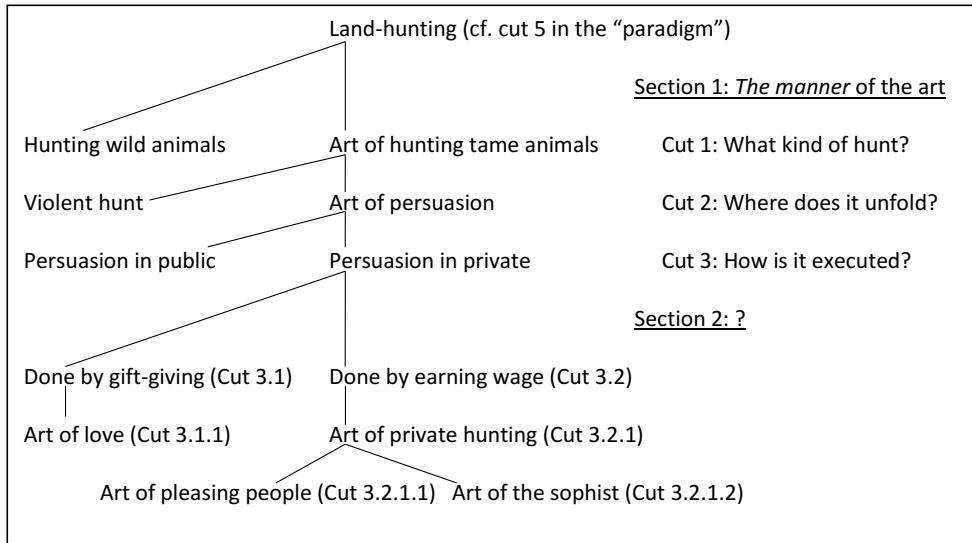 Land-hunting (cf. cut 5 in the “paradigm”)
Section 1: The manner of the art
Hunting wild animals Art of hunting tame animals Cut 1: What kind of hunt?
Violent hunt Art of persuasion Cut 2: Where does it unfold?
Persuasion in public Persuasion in private Cut 3: How is it executed?
Section 2: ?
Done by gift-giving (Cut 3.1) Done by earning wage (Cut 3.2)
Art of love (Cut 3.1.1) Art of private hunting (Cut 3.2.1)
Art of pleasing people (Cut 3.2.1.1) Art of the sophist (Cut 3.2.1.2)